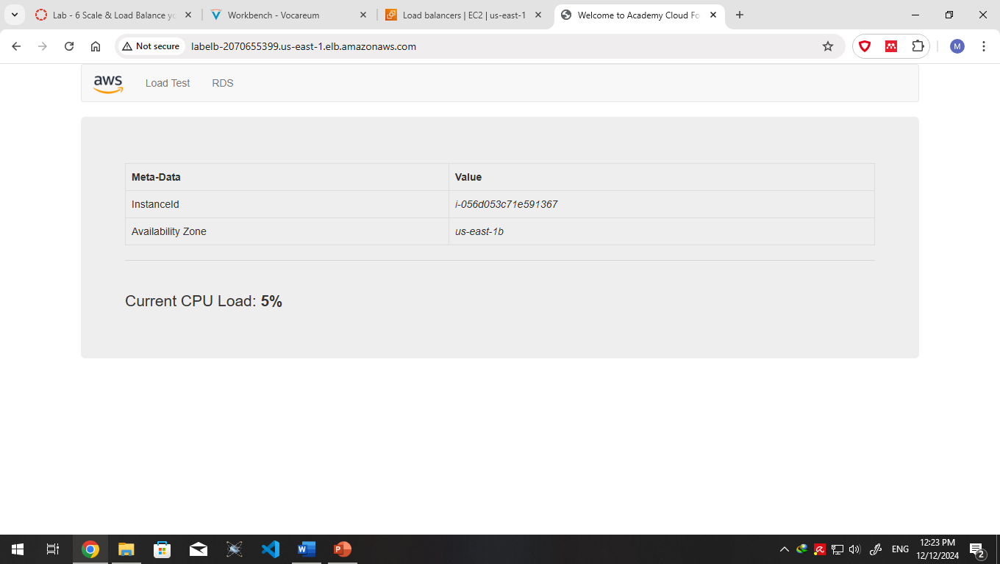 Lab - 6 Scale & Load Balance yo
Workbench - Vocareum
Load balancers | EC2 | us-east-1
Welcome to Academy Cloud Fo
Not secure
labelb-2070655399.us-east-1.elb.amazonaws.com
M
aws
Load Test
RDS
Meta-Data Value
InstanceId i-056d053c71e591367
Availability Zone us-east-1b
Current CPU Load: 5%
ENG
12:23 PM
12/12/2024
2